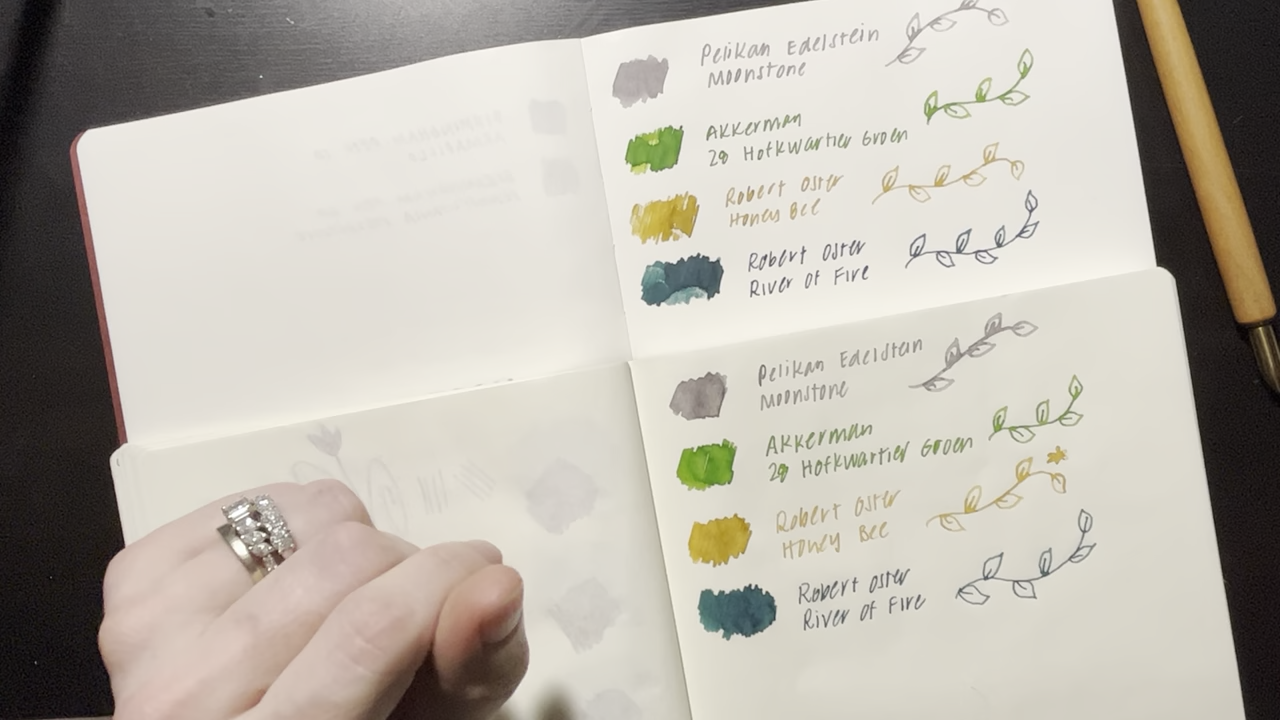 Pelikan Edelstein
Moonstone
Akkerman
28 Hofkwartier Groen
Robert Oster
Honey Bee
Robert Oster
River of Fire
Pelikan Edelstein
Moonstone
Akkerman
28 Hofkwartier Groen
Robert Oster
Honey Bee
Robert Oster
River of Fire